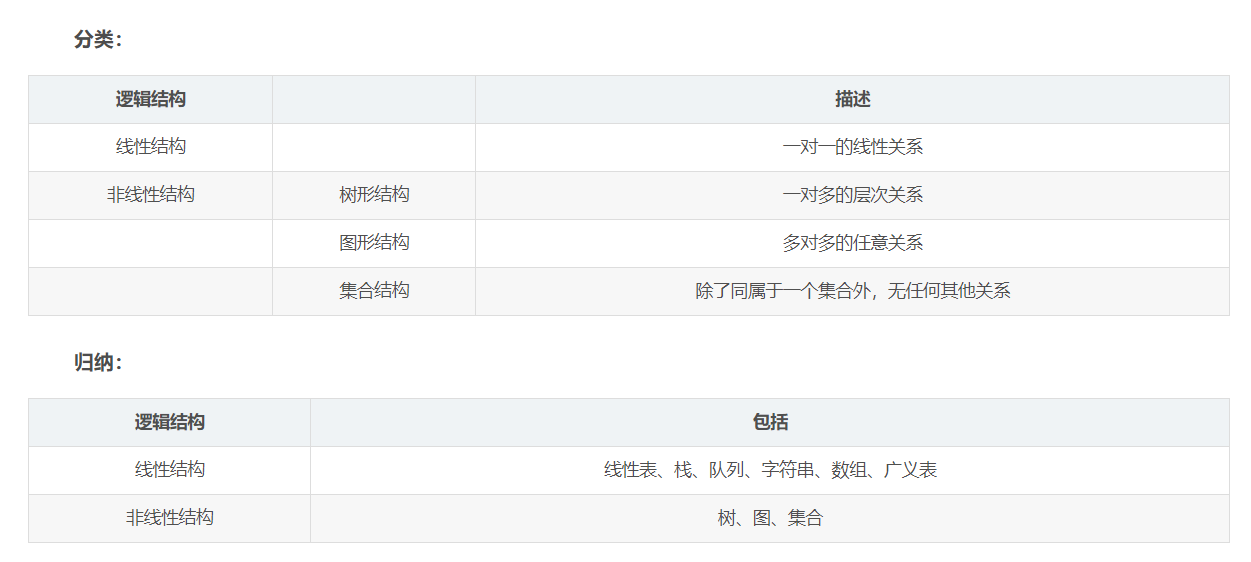 分类：
逻辑结构 描述
线性结构 一对一的线性关系
非线性结构 树形结构 一对多的层次关系
图形结构 多对多的任意关系
集合结构 除了同属于一个集合外，无任何其他关系
归纳：
逻辑结构 包括
线性结构 线性表、栈、队列、字符串、数组、广义表
非线性结构 树、图、集合